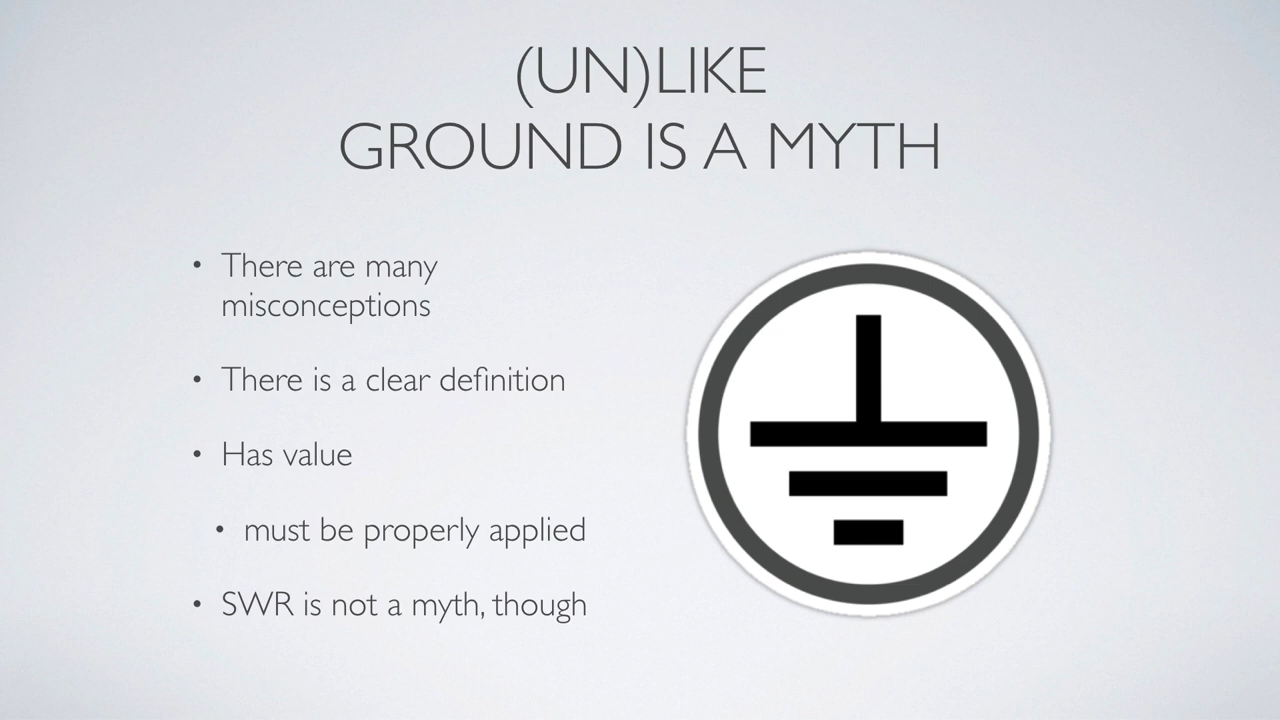 (UN)LIKE
GROUND IS A MYTH
• There are many
misconceptions
• There is a clear definition
• Has value
• must be properly applied
• SWR is not a myth, though